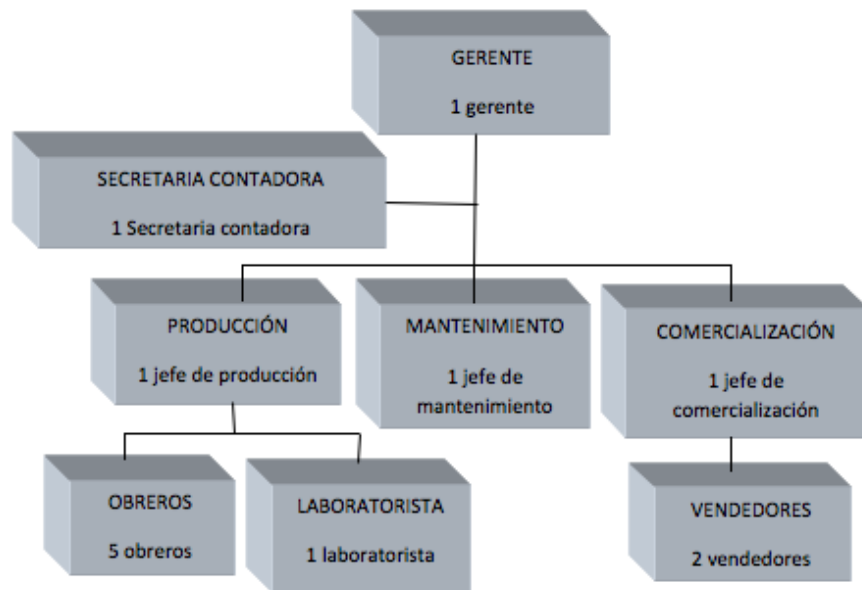 GERENTE
1 gerente
SECRETARIA CONTADORA
1 Secretaria contadora
PRODUCCIÓN
1 jefe de producción
MANTENIMIENTO
1 jefe de
mantenimiento
COMERCIALIZACIÓN
1 jefe de
comercialización
OBREROS
5 obreros
LABORATORISTA
1 laboratorista
VENDEDORES
2 vendedores